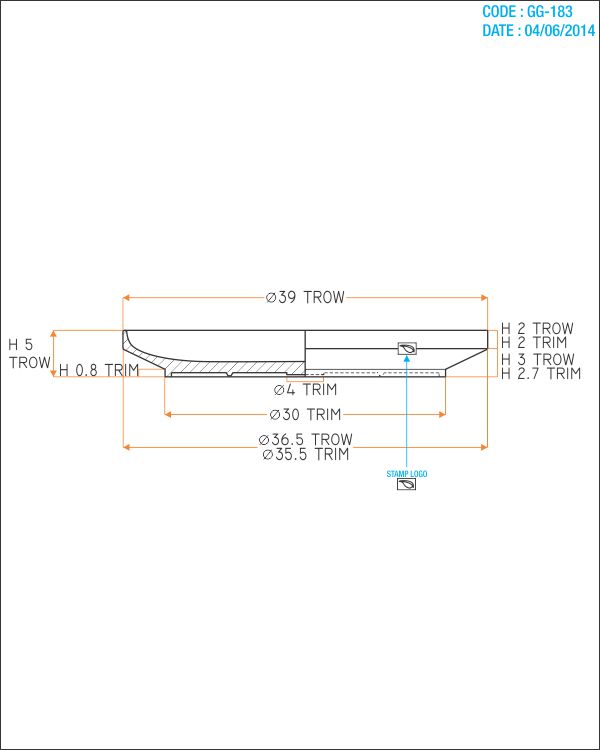 CODE : GG-183
DATE : 04/06/2014
Ø39 TROW
H 5
TROW
H 2 TROW
H 2 TRIM
H 3 TROW
H 2.7 TRIM
H 0.8 TRIM
Ø4 TRIM
Ø30 TRIM
Ø36.5 TROW
Ø35.5 TRIM
STAMP LOGO